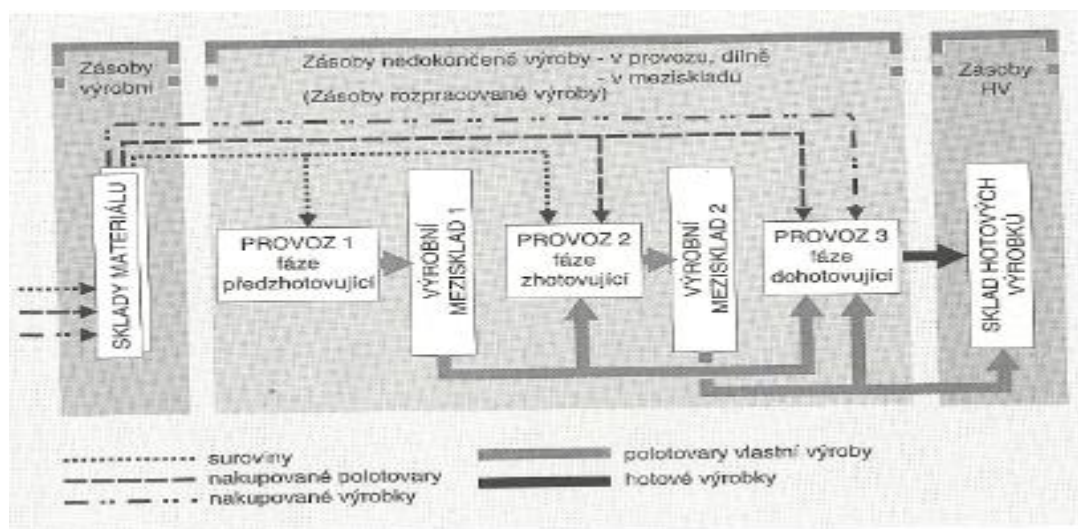 Zásoby
výrobní
Zásoby nedokončené výroby - v provozu, dílně
- v meziskladu
(Zásoby rozpracované výroby)
Zásoby
HV
SKLADY MATERIÁLU
PROVOZ 1
fáze
předzhotovující
VÝROBNÍ
MEZISKLAD 1
PROVOZ 2
fáze
zhotovující
VÝROBNÍ
MEZISKLAD 2
PROVOZ 3
fáze
dohotovující
SKLAD HOTOVÝCH
VÝROBKŮ
suroviny
nakupované polotovary
nakupované výrobky
polotovary vlastní výroby
hotové výrobky